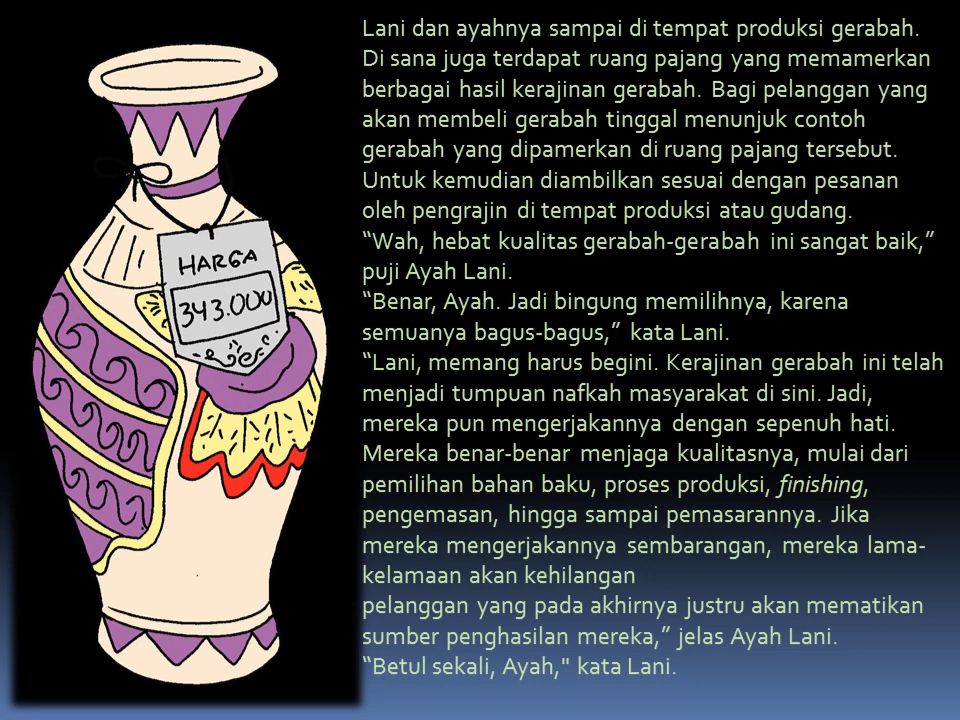 HARGA
343.000
Lani dan ayahnya sampai di tempat produksi gerabah.
Di sana juga terdapat ruang pajang yang memamerkan
berbagai hasil kerajinan gerabah. Bagi pelanggan yang
akan membeli gerabah tinggal menunjuk contoh
gerabah yang dipamerkan di ruang pajang tersebut.
Untuk kemudian diambilkan sesuai dengan pesanan
oleh pengrajin di tempat produksi atau gudang.
“Wah, hebat kualitas gerabah-gerabah ini sangat baik,”
puji Ayah Lani.
“Benar, Ayah. Jadi bingung memilihnya, karena
semuanya bagus-bagus,” kata Lani.
“Lani, memang harus begini. Kerajinan gerabah ini telah
menjadi tumpuan nafkah masyarakat di sini. Jadi,
mereka pun mengerjakannya dengan sepenuh hati.
Mereka benar-benar menjaga kualitasnya, mulai dari
pemilihan bahan baku, proses produksi, finishing,
pengemasan, hingga sampai pemasarannya. Jika
mereka mengerjakannya sembarangan, mereka lama-
kelamaan akan kehilangan
pelanggan yang pada akhirnya justru akan mematikan
sumber penghasilan mereka,” jelas Ayah Lani.
“Betul sekali, Ayah," kata Lani.